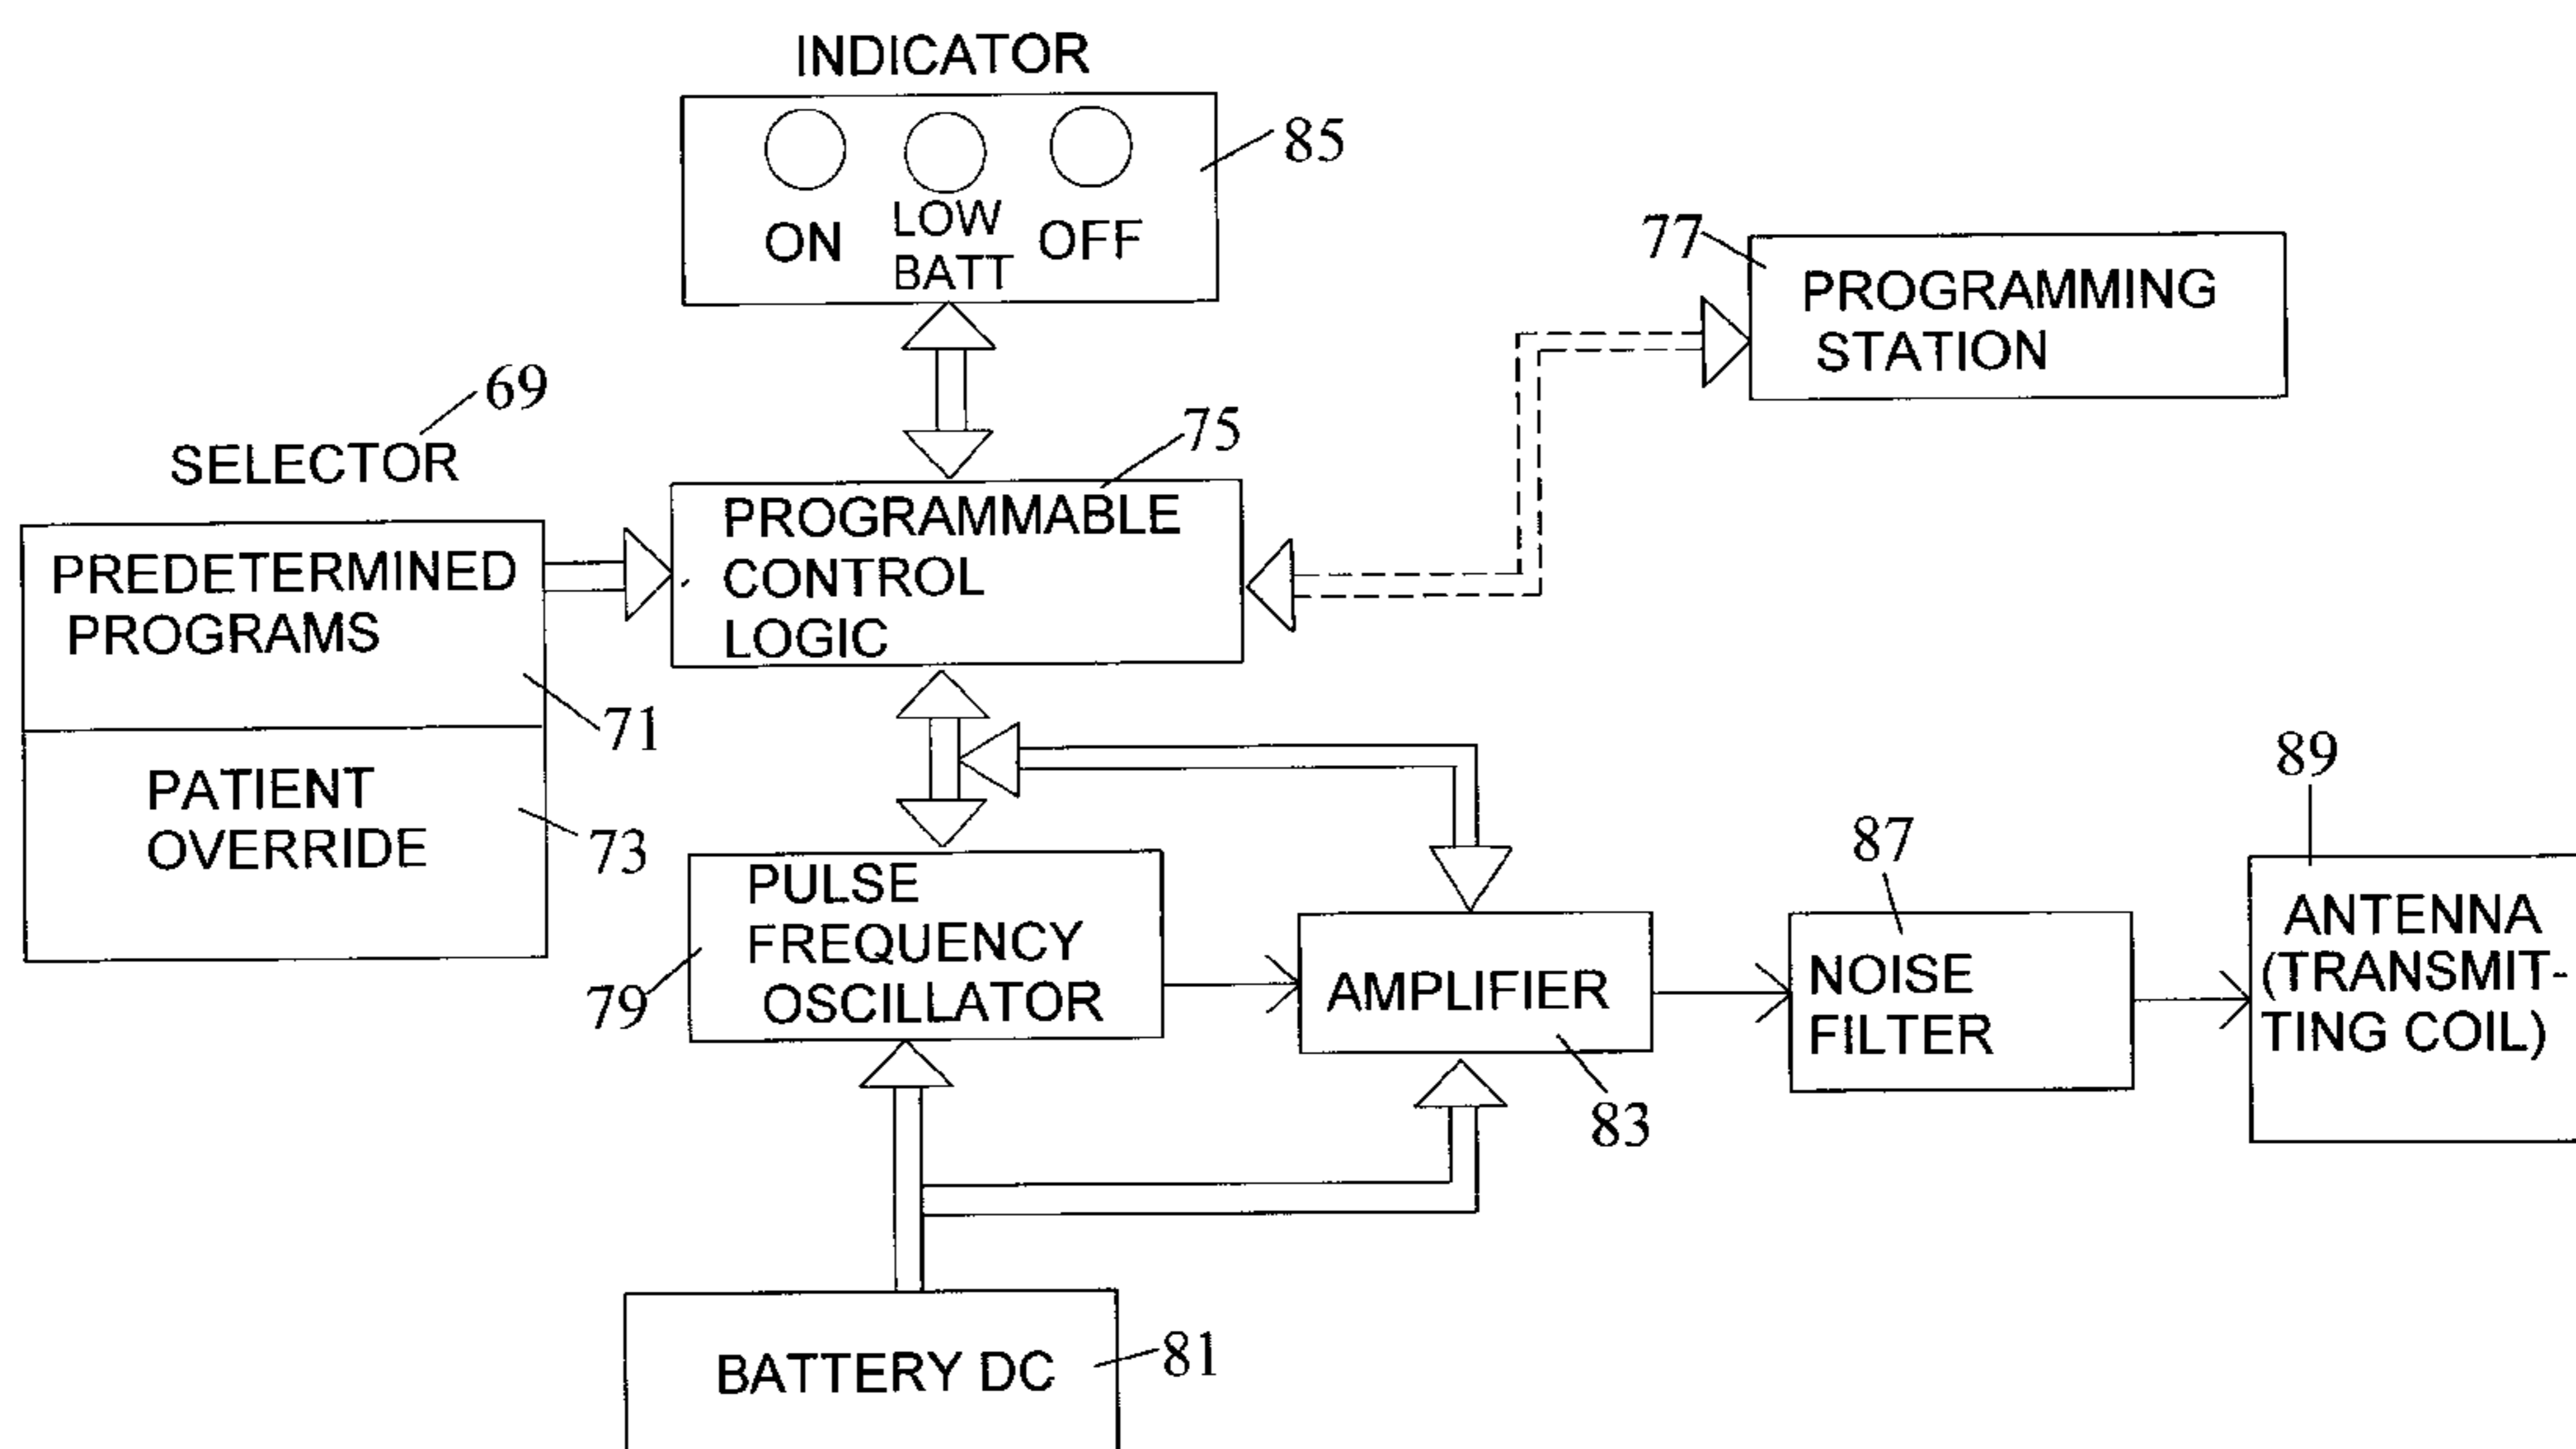 INDICATOR
85
ON
LOW
BATT
OFF
77
PROGRAMMING
STATION
69
SELECTOR
75
PREDETERMINED
PROGRAMS
71
PATIENT
OVERRIDE
73
PROGRAMMABLE
CONTROL
LOGIC
PULSE
FREQUENCY
OSCILLATOR
79
AMPLIFIER
83
87
NOISE
FILTER
89
ANTENNA
(TRANSMIT-
TING COIL)
BATTERY DC
81